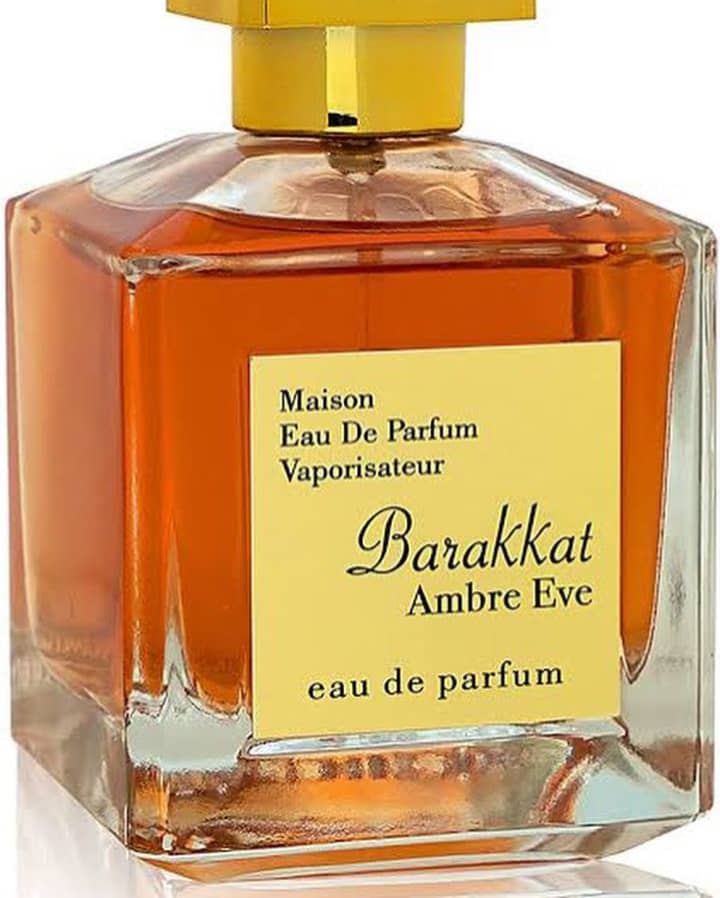 Maison
Eau De Parfum
Vaporisateur
Barakkat
Ambre Eve
eau de parfum